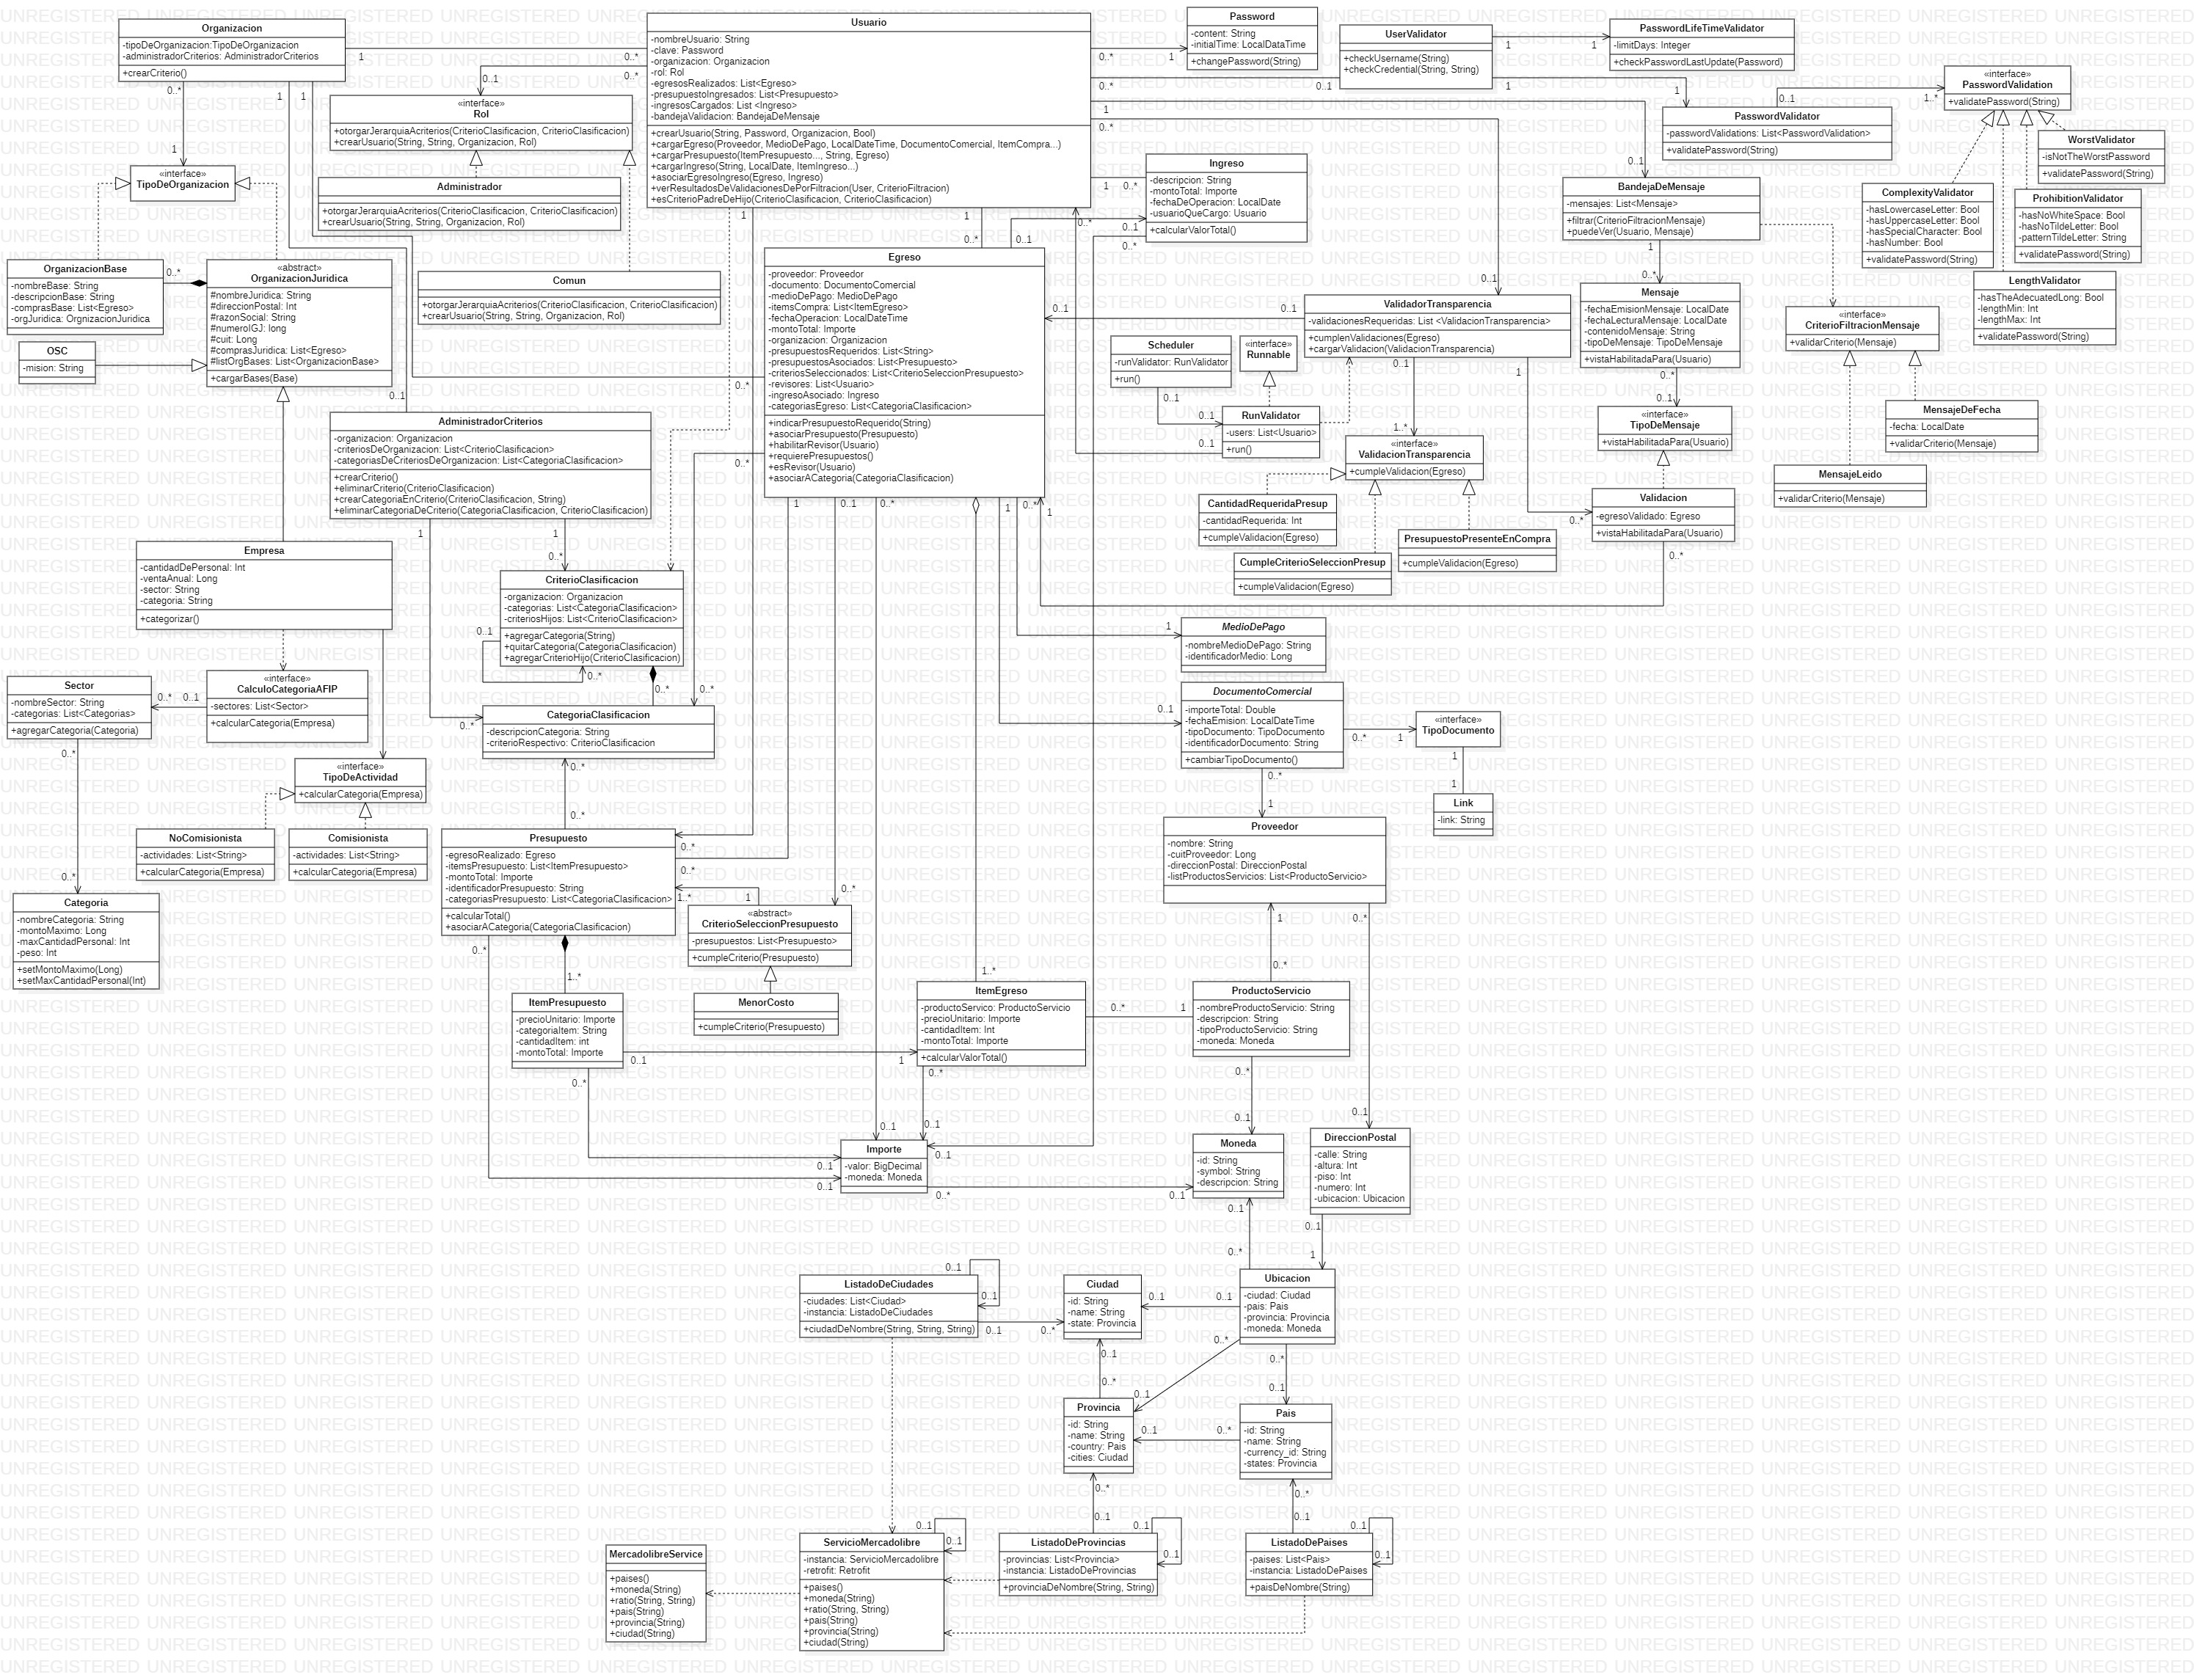 Organizacion
-tipoDeOrganizacion:TipoDeOrganizacion
-administradorCriterios: AdministradorCriterios
+crearCriterio()
Usuario
-nombreUsuario: String
-clave: Password
-organizacion: Organizacion
-rol: Rol
-egresosRealizados: List<Egreso>
-presupuestoIngresados: List<Presupuesto>
-ingresosCargados: List <Ingreso>
-bandejaValidacion: BandejaDeMensaje
+crearUsuario(String, Password, Organizacion, Bool)
+cargarEgreso(Proveedor, MedioDePago, LocalDateTime, DocumentoComercial, ItemCompra...)
+cargarPresupuesto(ItemPresupuesto..., String, Egreso)
+cargarIngreso(String, LocalDate, ItemIngreso...)
+asociarEgresoIngreso(Egreso, Ingreso)
+verResultadosDeValidacionesDePorFiltracion(User, CriterioFiltracion)
+esCriterioPadreDeHijo(CriterioClasificacion, CriterioClasificacion)
Password
-content: String
-initialTime: LocalDataTime
+changePassword(String)
UserValidator
+checkUsername(String)
+checkCredential(String, String)
PasswordLifeTimeValidator
-limitDays: Integer
+checkPasswordLastUpdate(Password)
«interface»
PasswordValidation
+validatePassword(String)
PasswordValidator
-passwordValidations: List<PasswordValidation>
+validatePassword(String)
WorstValidator
-isNotTheWorstPassword
+validatePassword(String)
ComplexityValidator
-hasLowercaseLetter: Bool
-hasUppercaseLetter: Bool
-hasSpecialCharacter: Bool
-hasNumber: Bool
+validatePassword(String)
ProhibitionValidator
-hasNoWhiteSpace: Bool
-hasNoTildeLetter: Bool
-patternTildeLetter: String
+validatePassword(String)
LengthValidator
-hasTheAdecuatedLong: Bool
-lengthMin: Int
-lengthMax: Int
+validatePassword(String)
«interface»
Rol
+otorgarJerarquiaAcriterios(CriterioClasificacion, CriterioClasificacion)
+crearUsuario(String, String, Organizacion, Rol)
Administrador
+otorgarJerarquiaAcriterios(CriterioClasificacion, CriterioClasificacion)
+crearUsuario(String, String, Organizacion, Rol)
Comun
+otorgarJerarquiaAcriterios(CriterioClasificacion, CriterioClasificacion)
+crearUsuario(String, String, Organizacion, Rol)
«interface»
TipoDeOrganizacion
Ingreso
-descripcion: String
-montoTotal: Importe
-fechaDeOperacion: LocalDate
-usuarioQueCargo: Usuario
+calcularValorTotal()
BandejaDeMensaje
-mensajes: List<Mensaje>
+filtrar(CriterioFiltracionMensaje)
+puedeVer(Usuario, Mensaje)
OrganizacionBase
-nombreBase: String
-descripcionBase: String
-comprasBase: List<Egreso>
-orgJuridica: OrgnizacionJuridica
«abstract»
OrganizacionJuridica
#nombreJuridica: String
#direccionPostal: Int
#razonSocial: String
#numeroIGJ: long
#cuit: Long
#comprasJuridica: List<Egreso>
#listOrgBases: List<OrganizacionBase>
+cargarBases(Base)
OSC
-mision: String
Egreso
-proveedor: Proveedor
-documento: DocumentoComercial
-medioDePago: MedioDePago
-itemsCompra: List<ItemEgreso>
-fechaOperacion: LocalDateTime
-montoTotal: Importe
-organizacion: Organizacion
-presupuestosRequeridos: List<String>
-presupuestosAsociados: List<Presupuesto>
-criteriosSeleccionados: List<CriterioSeleccionPresupuesto>
-revisores: List<Usuario>
-ingresoAsociado: Ingreso
-categoriasEgreso: List<CategoriaClasificacion>
+indicarPresupuestoRequerido(String)
+asociarPresupuesto(Presupuesto)
+habilitarRevisor(Usuario)
+requierePresupuestos()
+esRevisor(Usuario)
+asociarACategoria(CategoriaClasificacion)
ValidadorTransparencia
-validacionesRequeridas: List <ValidacionTransparencia>
+cumplenValidaciones(Egreso)
+cargarValidacion(ValidacionTransparencia)
Mensaje
-fechaEmisionMensaje: LocalDate
-fechaLecturaMensaje: LocalDate
-contenidoMensaje: String
-tipoDeMensaje: TipoDeMensaje
+vistaHabilitadaPara(Usuario)
«interface»
CriterioFiltracionMensaje
+validarCriterio(Mensaje)
MensajeDeFecha
-fecha: LocalDate
+validarCriterio(Mensaje)
MensajeLeido
+validarCriterio(Mensaje)
Scheduler
-runValidator: RunValidator
+run()
«interface»
Runnable
RunValidator
-users: List<Usuario>
+run()
«interface»
TipoDeMensaje
+vistaHabilitadaPara(Usuario)
Validacion
-egresoValidado: Egreso
+vistaHabilitadaPara(Usuario)
«interface»
ValidacionTransparencia
+cumpleValidacion(Egreso)
CantidadRequeridaPresup
-cantidadRequerida: Int
+cumpleValidacion(Egreso)
PresupuestoPresenteEnCompra
+cumpleValidacion(Egreso)
CumpleCriterioSeleccionPresup
+cumpleValidacion(Egreso)
AdministradorCriterios
-organizacion: Organizacion
-criteriosDeOrganizacion: List<CriterioClasificacion>
-categoriasDeCriteriosDeOrganizacion: List<CategoriaClasificacion>
+crearCriterio()
+eliminarCriterio(CriterioClasificacion)
+crearCategoriaEnCriterio(CriterioClasificacion, String)
+eliminarCategoriaDeCriterio(CategoriaClasificacion, CriterioClasificacion)
Empresa
-cantidadDePersonal: Int
-ventaAnual: Long
-sector: String
-categoria: String
+categorizar()
CriterioClasificacion
-organizacion: Organizacion
-categorias: List<CategoriaClasificacion>
-criteriosHijos: List<CriterioClasificacion>
+agregarCategoria(String)
+quitarCategoria(CategoriaClasificacion)
+agregarCriterioHijo(CriterioClasificacion)
MedioDePago
-nombreMedioDePago: String
-identificadorMedio: Long
DocumentoComercial
-importeTotal: Double
-fechaEmision: LocalDateTime
-tipoDocumento: TipoDocumento
-identificadorDocumento: String
+cambiarTipoDocumento()
«interface»
TipoDocumento
Link
-link: String
Sector
-nombreSector: String
-categorias: List<Categorias>
+agregarCategoria(Categoria)
«interface»
CalculoCategoriaAFIP
-sectores: List<Sector>
+calcularCategoria(Empresa)
CategoriaClasificacion
-descripcionCategoria: String
-criterioRespectivo: CriterioClasificacion
«interface»
TipoDeActividad
+calcularCategoria(Empresa)
NoComisionista
-actividades: List<String>
+calcularCategoria(Empresa)
Comisionista
-actividades: List<String>
+calcularCategoria(Empresa)
Presupuesto
-egresoRealizado: Egreso
-itemsPresupuesto: List<ItemPresupuesto>
-montoTotal: Importe
-identificadorPresupuesto: String
-categoriasPresupuesto: List<CategoriaClasificacion>
+calcularTotal()
+asociarACategoria(CategoriaClasificacion)
Proveedor
-nombre: String
-cuitProveedor: Long
-direccionPostal: DireccionPostal
-listProductosServicios: List<ProductoServicio>
Categoria
-nombreCategoria: String
-montoMaximo: Long
-maxCantidadPersonal: Int
-peso: Int
+setMontoMaximo(Long)
+setMaxCantidadPersonal(Int)
«abstract»
CriterioSeleccionPresupuesto
-presupuestos: List<Presupuesto>
+cumpleCriterio(Presupuesto)
MenorCosto
+cumpleCriterio(Presupuesto)
ItemPresupuesto
-precioUnitario: Importe
-categoriaItem: String
-cantidadItem: int
-montoTotal: Importe
ItemEgreso
-productoServico: ProductoServicio
-precioUnitario: Importe
-cantidadItem: Int
-montoTotal: Importe
+calcularValorTotal()
ProductoServicio
-nombreProductoServicio: String
-descripcion: String
-tipoProductoServicio: String
-moneda: Moneda
Importe
-valor: BigDecimal
-moneda: Moneda
Moneda
-id: String
-symbol: String
-descripcion: String
DireccionPostal
-calle: String
-altura: Int
-piso: Int
-numero: Int
-ubicacion: Ubicacion
ListadoDeCiudades
-ciudades: List<Ciudad>
-instancia: ListadoDeCiudades
+ciudadDeNombre(String, String, String)
Ciudad
-id: String
-name: String
-state: Provincia
Ubicacion
-ciudad: Ciudad
-pais: Pais
-provincia: Provincia
-moneda: Moneda
Provincia
-id: String
-name: String
-country: Pais
-cities: Ciudad
Pais
-id: String
-name: String
-currency_id: String
-states: Provincia
MercadolibreService
+paises()
+moneda(String)
+ratio(String, String)
+pais(String)
+provincia(String)
+ciudad(String)
ServicioMercadolibre
-instancia: ServicioMercadolibre
-retrofit: Retrofit
+paises()
+moneda(String)
+ratio(String, String)
+pais(String)
+provincia(String)
+ciudad(String)
ListadoDeProvincias
-provincias: List<Provincia>
-instancia: ListadoDeProvincias
+provinciaDeNombre(String, String)
ListadoDePaises
-paises: List<Pais>
-instancia: ListadoDePaises
+paisDeNombre(String)